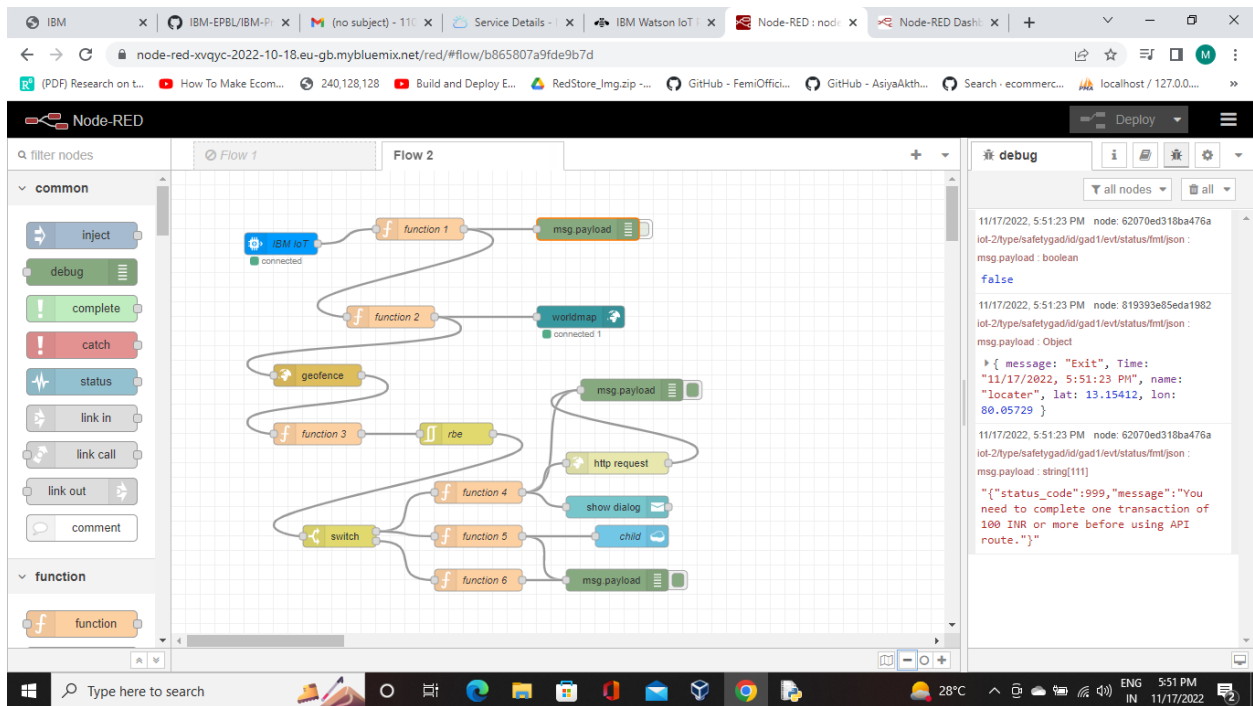 IBM
IBM-EPBL/IBM-Pr
(no subject) - 110
Service Details - I
IBM Watson IoT P
Node-RED : node
Node-RED Dashb
node-red-xvqyc-2022-10-18.eu-gb.mybluemix.net/red/#flow/b865807a9fde9b7d
M
(PDF) Research on t...
How To Make Ecom...
240,128,128
Build and Deploy E...
RedStore_Img.zip -...
GitHub - FemiOffici...
GitHub - AsiyaAkth...
Search · ecommerc...
localhost / 127.0.0....
Node-RED
Deploy
filter nodes
Flow 1
Flow 2
debug
i
all nodes
all
common
inject
debug
complete
catch
status
link in
link call
link out
comment
function
function
function 1
msg.payload
IBM IoT
connected
function 2
worldmap
connected 1
geofence
msg.payload
function 3
rbe
http request
function 4
show dialog
switch
function 5
child
function 6
msg.payload
11/17/2022, 5:51:23 PM node: 62070ed318ba476a
iot-2/type/safetygad/id/gad1/evt/status/fmt/json :
msg.payload : boolean
false
11/17/2022, 5:51:23 PM node: 819393e85eda1982
iot-2/type/safetygad/id/gad1/evt/status/fmt/json :
msg.payload : Object
{ message: "Exit", Time:
"11/17/2022, 5:51:23 PM", name:
"locater", lat: 13.15412, lon:
80.05729 }
11/17/2022, 5:51:23 PM node: 62070ed318ba476a
iot-2/type/safetygad/id/gad1/evt/status/fmt/json :
msg.payload : string[111]
"{"status_code":999,"message":"You
need to complete one transaction of
100 INR or more before using API
route."}"
Type here to search
28°C
ENG
IN
5:51 PM
11/17/2022
2